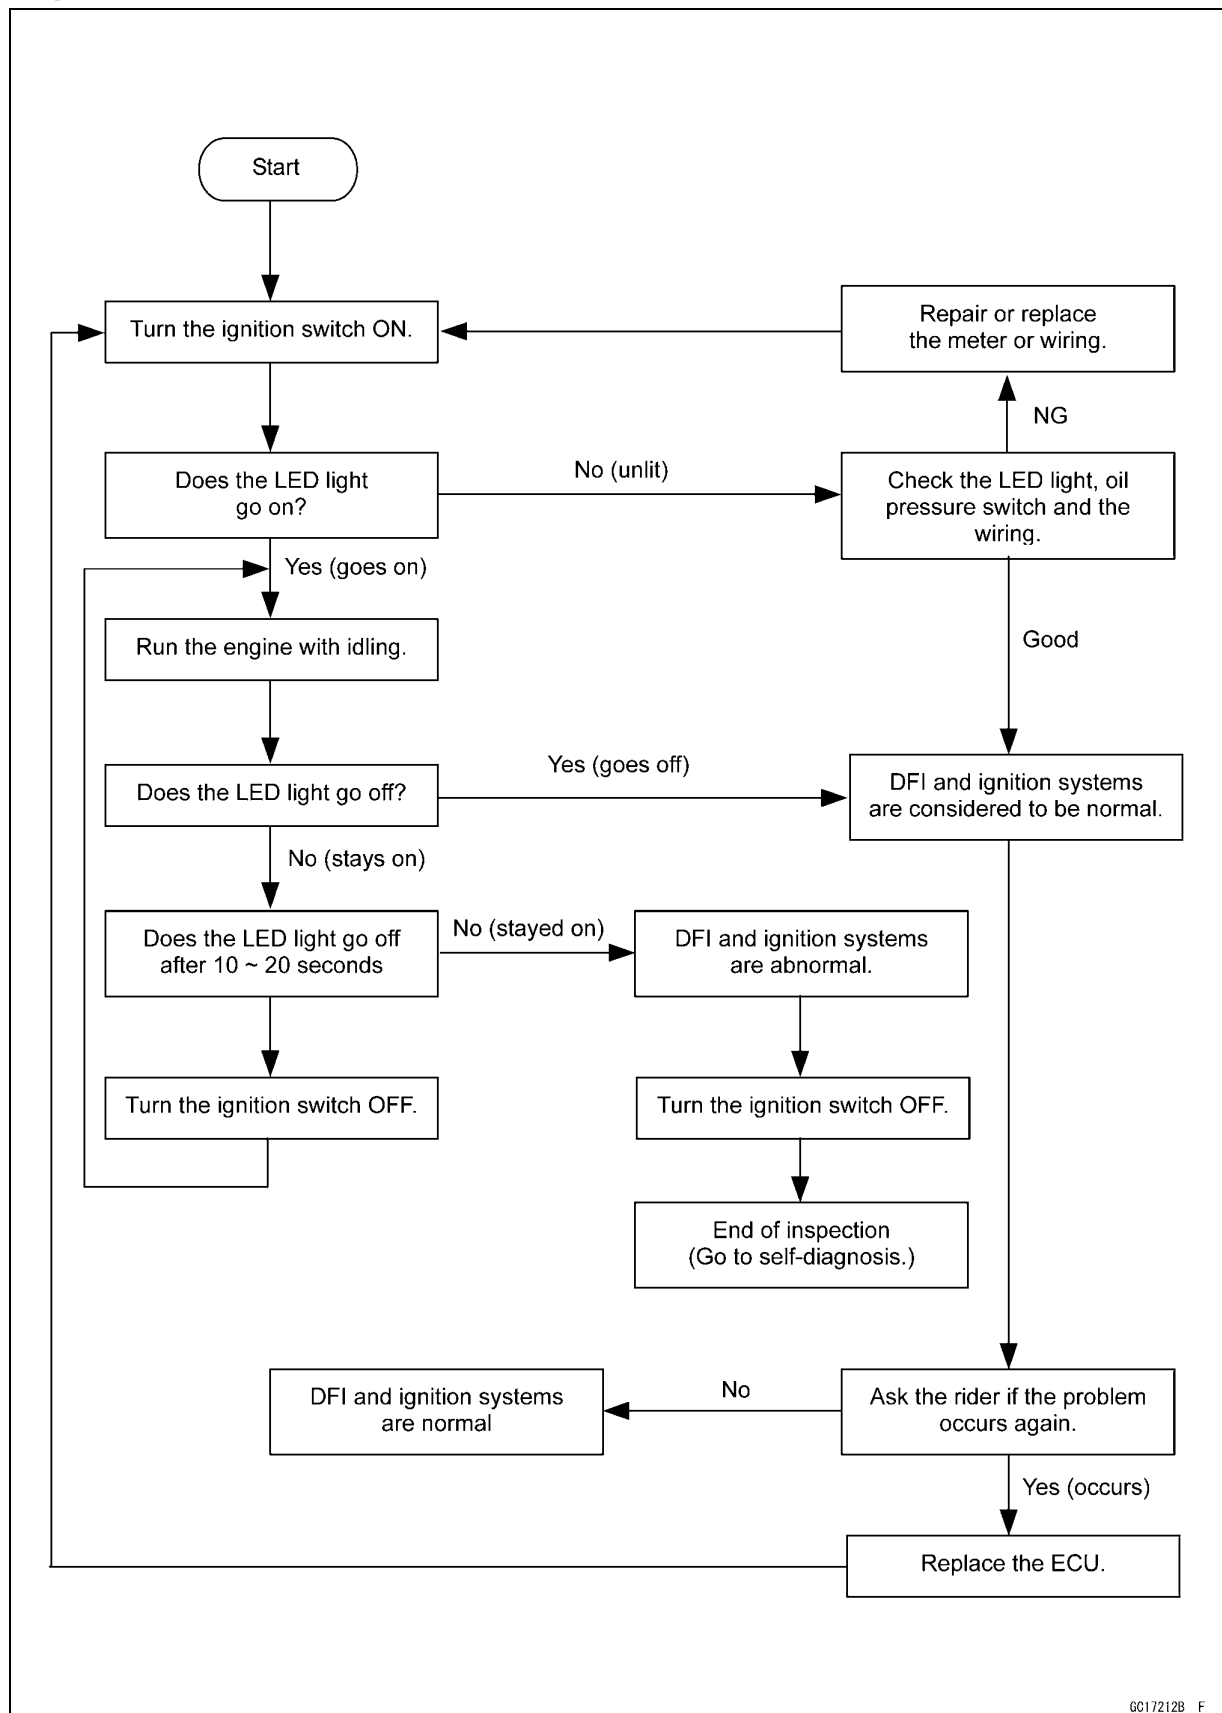 Start
Turn the ignition switch ON.
Repair or replace
the meter or wiring.
NG
Does the LED light
go on?
No (unlit)
Check the LED light, oil
pressure switch and the
wiring.
Yes (goes on)
Run the engine with idling.
Good
Does the LED light go off?
Yes (goes off)
DFI and ignition systems
are considered to be normal.
No (stays on)
Does the LED light go off
after 10 ~ 20 seconds
No (stayed on)
DFI and ignition systems
are abnormal.
Turn the ignition switch OFF.
Turn the ignition switch OFF.
End of inspection
(Go to self-diagnosis.)
DFI and ignition systems
are normal
No
Ask the rider if the problem
occurs again.
Yes (occurs)
Replace the ECU.
GC17212B F